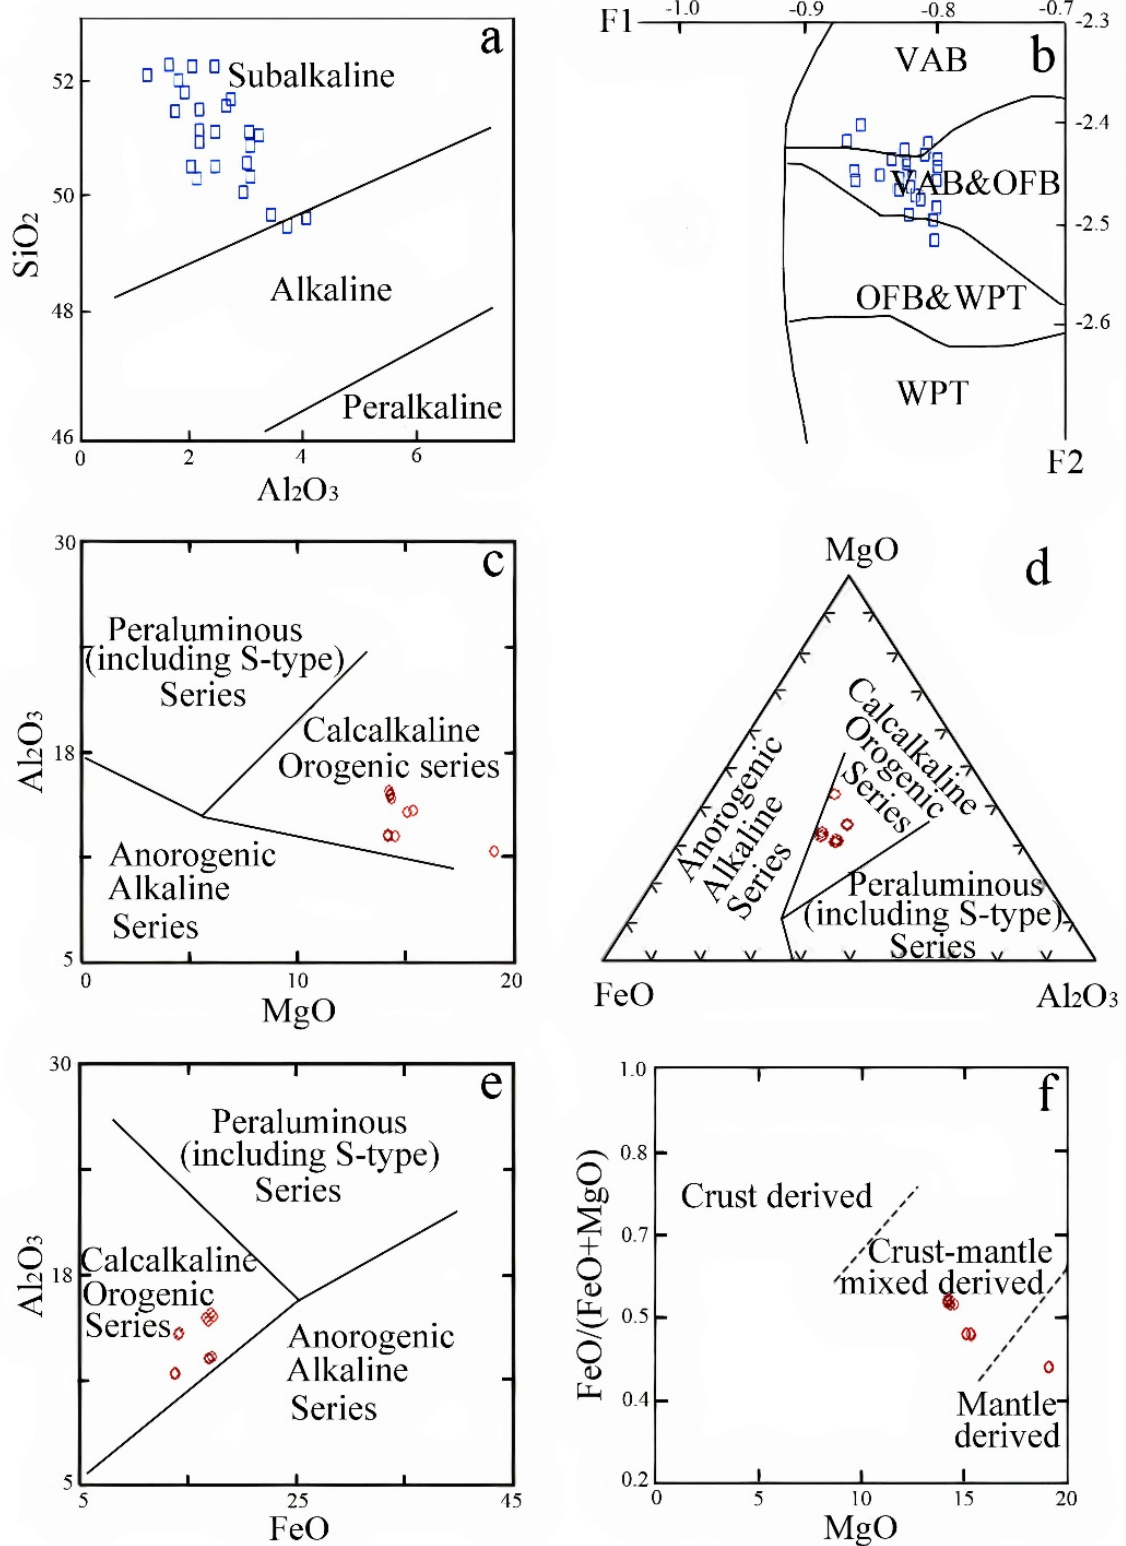 a
52
50
48
46
SiO2
Subalkaline
Alkaline
Peralkaline
0 2 4 6
Al2O3
F1 -1.0 -0.9 -0.8 -0.7
b
-2.3
-2.4
-2.5
-2.6
VAB
VAB&OFB
OFB&WPT
WPT
F2
c
30
18
5
Al2O3
Peraluminous
(including S-type)
Series
Calcalkaline
Orogenic series
Anorogenic
Alkaline
Series
0 10 20
MgO
MgO
d
Anorogenic
Alkaline
Series
Calcalkaline
Orogenic
Series
Peraluminous
(including S-type)
Series
FeO Al2O3
e
30
18
5
Al2O3
Peraluminous
(including S-type)
Series
Calcalkaline
Orogenic
Series
Anorogenic
Alkaline
Series
5 25 45
FeO
f
1.0
0.8
0.7
0.5
0.4
0.2
FeO/(FeO+MgO)
Crust derived
Crust-mantle
mixed derived
Mantle
derived
0 5 10 15 20
MgO